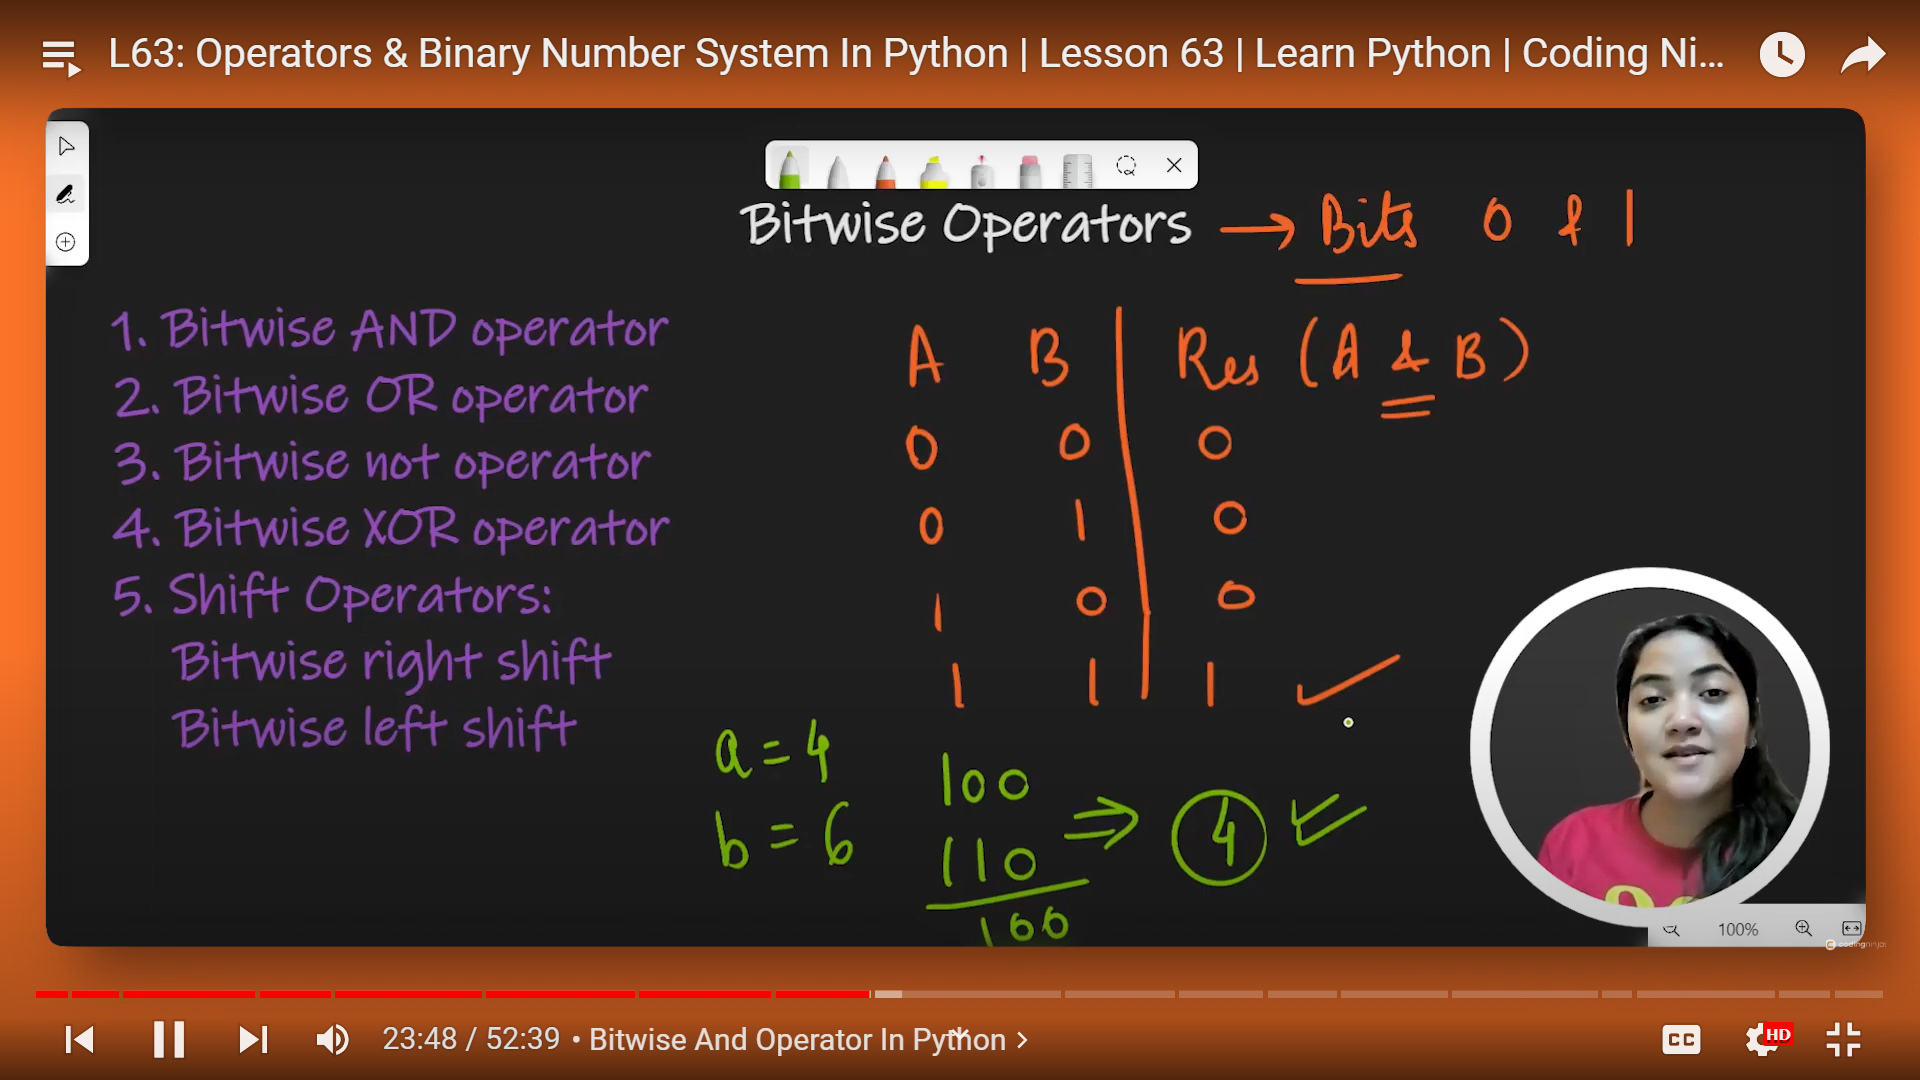 L63: Operators & Binary Number System In Python | Lesson 63 | Learn Python | Coding Ni...
Bitwise Operators → Bits 0 & 1
1. Bitwise AND operator
2. Bitwise OR operator
3. Bitwise not operator
4. Bitwise XOR operator
5. Shift Operators:
Bitwise right shift
Bitwise left shift
A B Res (A & B)
0 0 0
0 1 0
1 0 0
1 1 1 ✓
a = 4
b = 6
100
110
100
⇒ 4
100%
codingninjas
23:48 / 52:39 • Bitwise And Operator In Python >
CC
HD